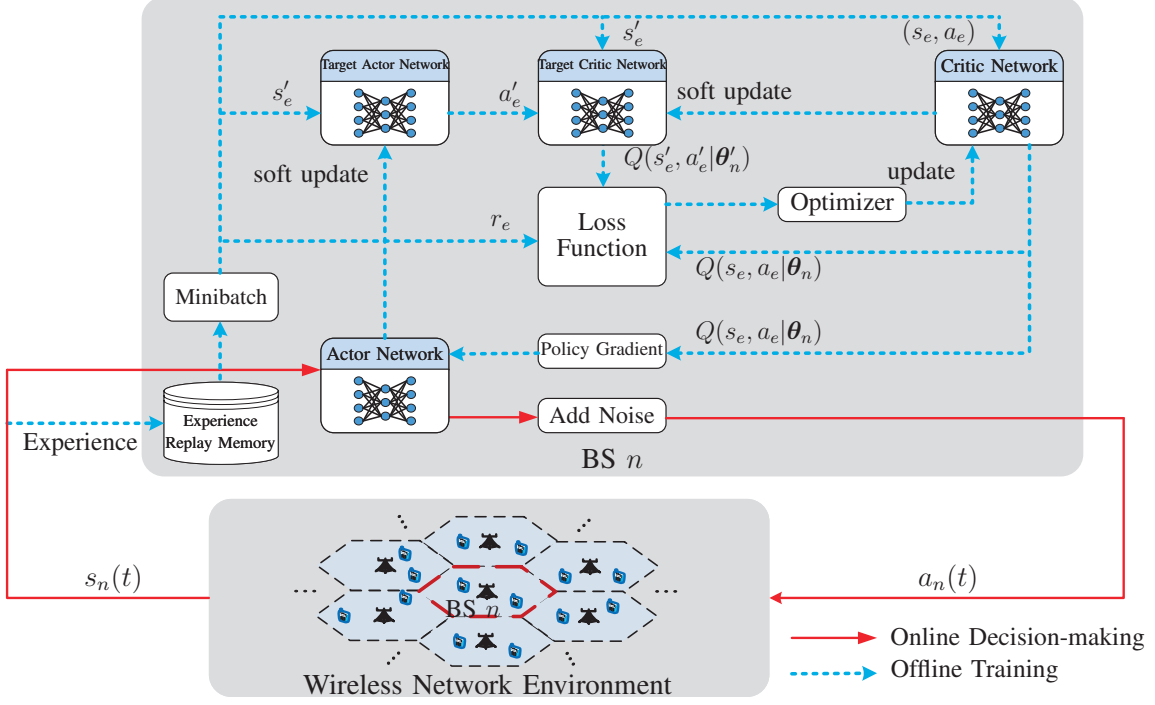 s′_e
(s_e, a_e)
Target Actor Network
Target Critic Network
Critic Network
s′_e
a′_e
soft update
soft update
Q(s′_e, a′_e|θ′_n)
update
r_e
Loss
Function
Optimizer
Q(s_e, a_e|θ_n)
Minibatch
Actor Network
Policy Gradient
Q(s_e, a_e|θ_n)
Experience
Replay Memory
Experience
Add Noise
BS n
s_n(t)
a_n(t)
BS n
Wireless Network Environment
Online Decision-making
Offline Training